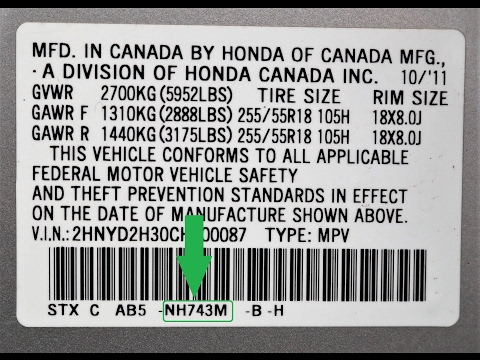 MFD. IN CANADA BY HONDA OF CANADA MFG.,
· A DIVISION OF HONDA CANADA INC. 10/'11
GVWR 2700KG (5952LBS) TIRE SIZE RIM SIZE
GAWR F 1310KG (2888LBS) 255/55R18 105H 18X8.0J
GAWR R 1440KG (3175LBS) 255/55R18 105H 18X8.0J
THIS VEHICLE CONFORMS TO ALL APPLICABLE
FEDERAL MOTOR VEHICLE SAFETY
AND THEFT PREVENTION STANDARDS IN EFFECT
ON THE DATE OF MANUFACTURE SHOWN ABOVE.
V.I.N.: TYPE: MPV
STX C AB5 -NH743M -B -H